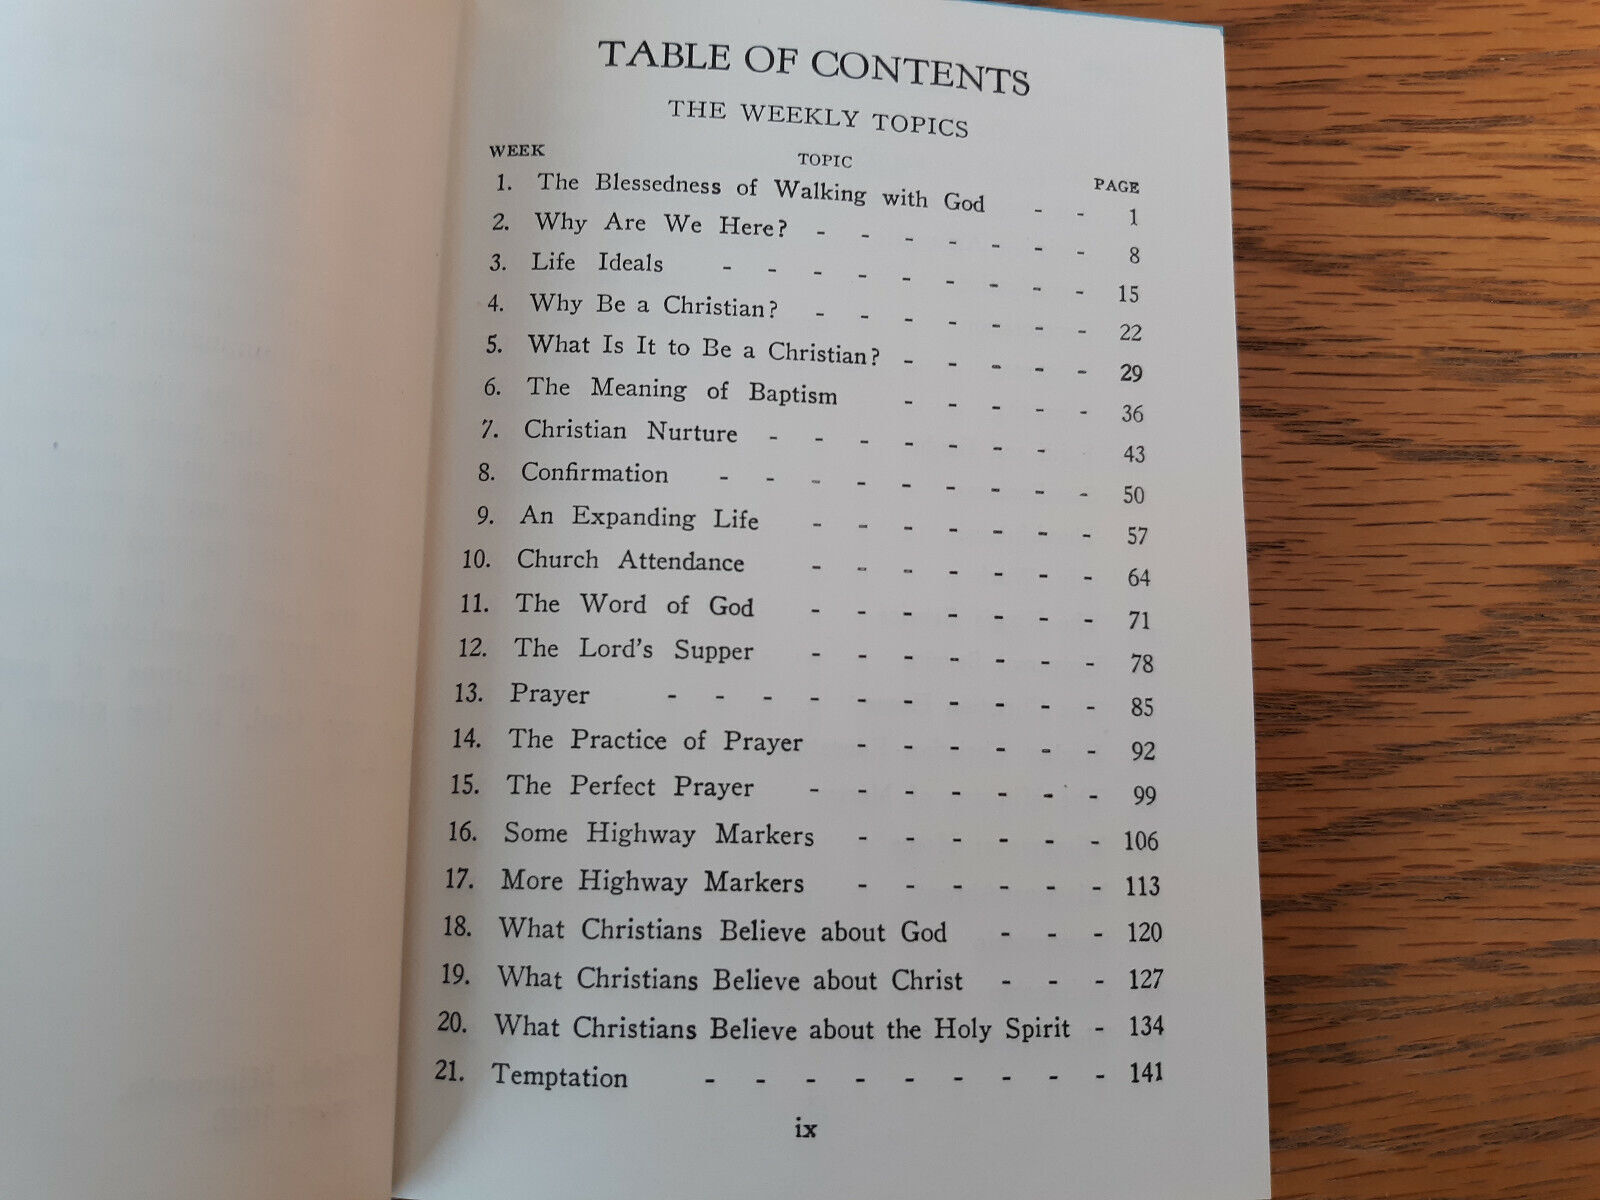 TABLE OF CONTENTS
THE WEEKLY TOPICS
WEEK TOPIC PAGE
1. The Blessedness of Walking with God - - 1
2. Why Are We Here? - - - - - - - 8
3. Life Ideals - - - - - - - - - 15
4. Why Be a Christian? - - - - - - - 22
5. What Is It to Be a Christian? - - - - - 29
6. The Meaning of Baptism - - - - - 36
7. Christian Nurture - - - - - - - 43
8. Confirmation - - - - - - - - - 50
9. An Expanding Life - - - - - - - 57
10. Church Attendance - - - - - - - 64
11. The Word of God - - - - - - - 71
12. The Lord's Supper - - - - - - - 78
13. Prayer - - - - - - - - - - 85
14. The Practice of Prayer - - - - - - 92
15. The Perfect Prayer - - - - - - - 99
16. Some Highway Markers - - - - - - 106
17. More Highway Markers - - - - - - 113
18. What Christians Believe about God - - - 120
19. What Christians Believe about Christ - - - 127
20. What Christians Believe about the Holy Spirit - 134
21. Temptation - - - - - - - - - 141
ix